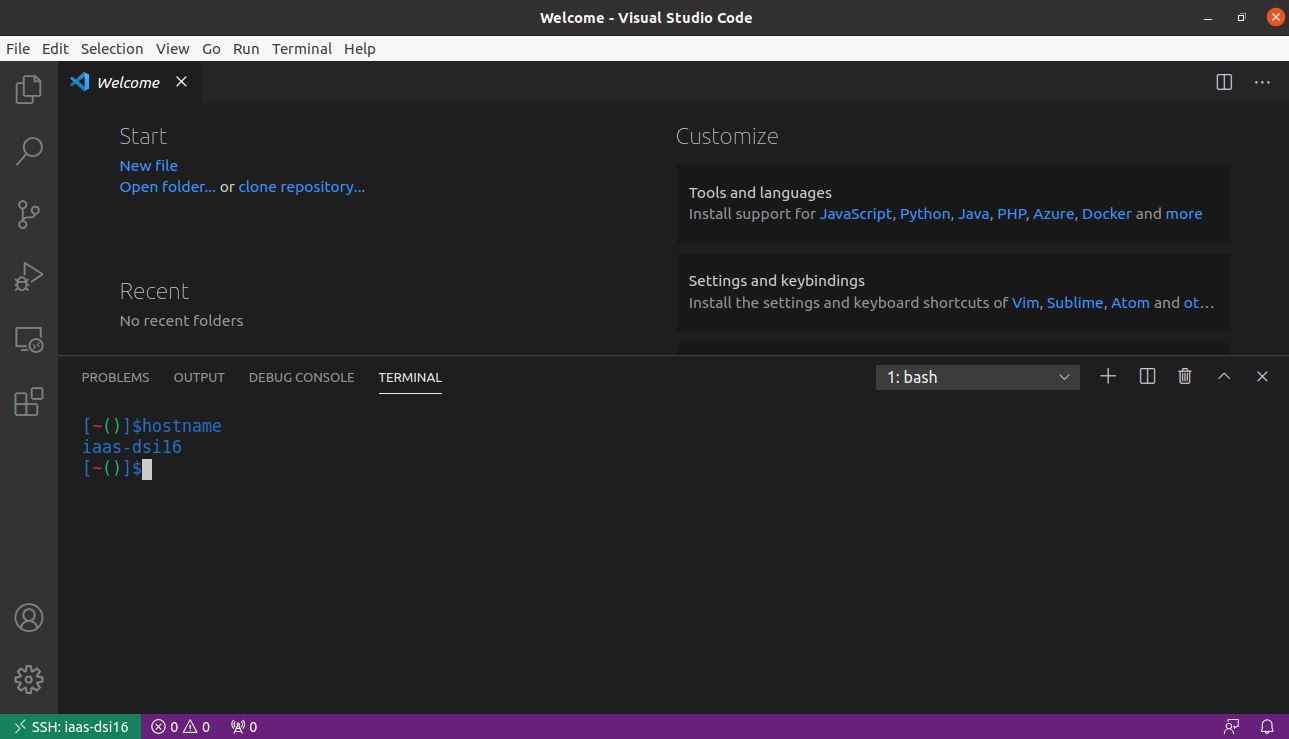 Welcome - Visual Studio Code
File Edit Selection View Go Run Terminal Help
Welcome
Start
New file
Open folder... or clone repository...
Recent
No recent folders
Customize
Tools and languages
Install support for JavaScript, Python, Java, PHP, Azure, Docker and more
Settings and keybindings
Install the settings and keyboard shortcuts of Vim, Sublime, Atom and ot...
PROBLEMS OUTPUT DEBUG CONSOLE TERMINAL 1: bash
[~()]$hostname
iaas-dsi16
[~()]$
SSH: iaas-dsi16 0 0 0